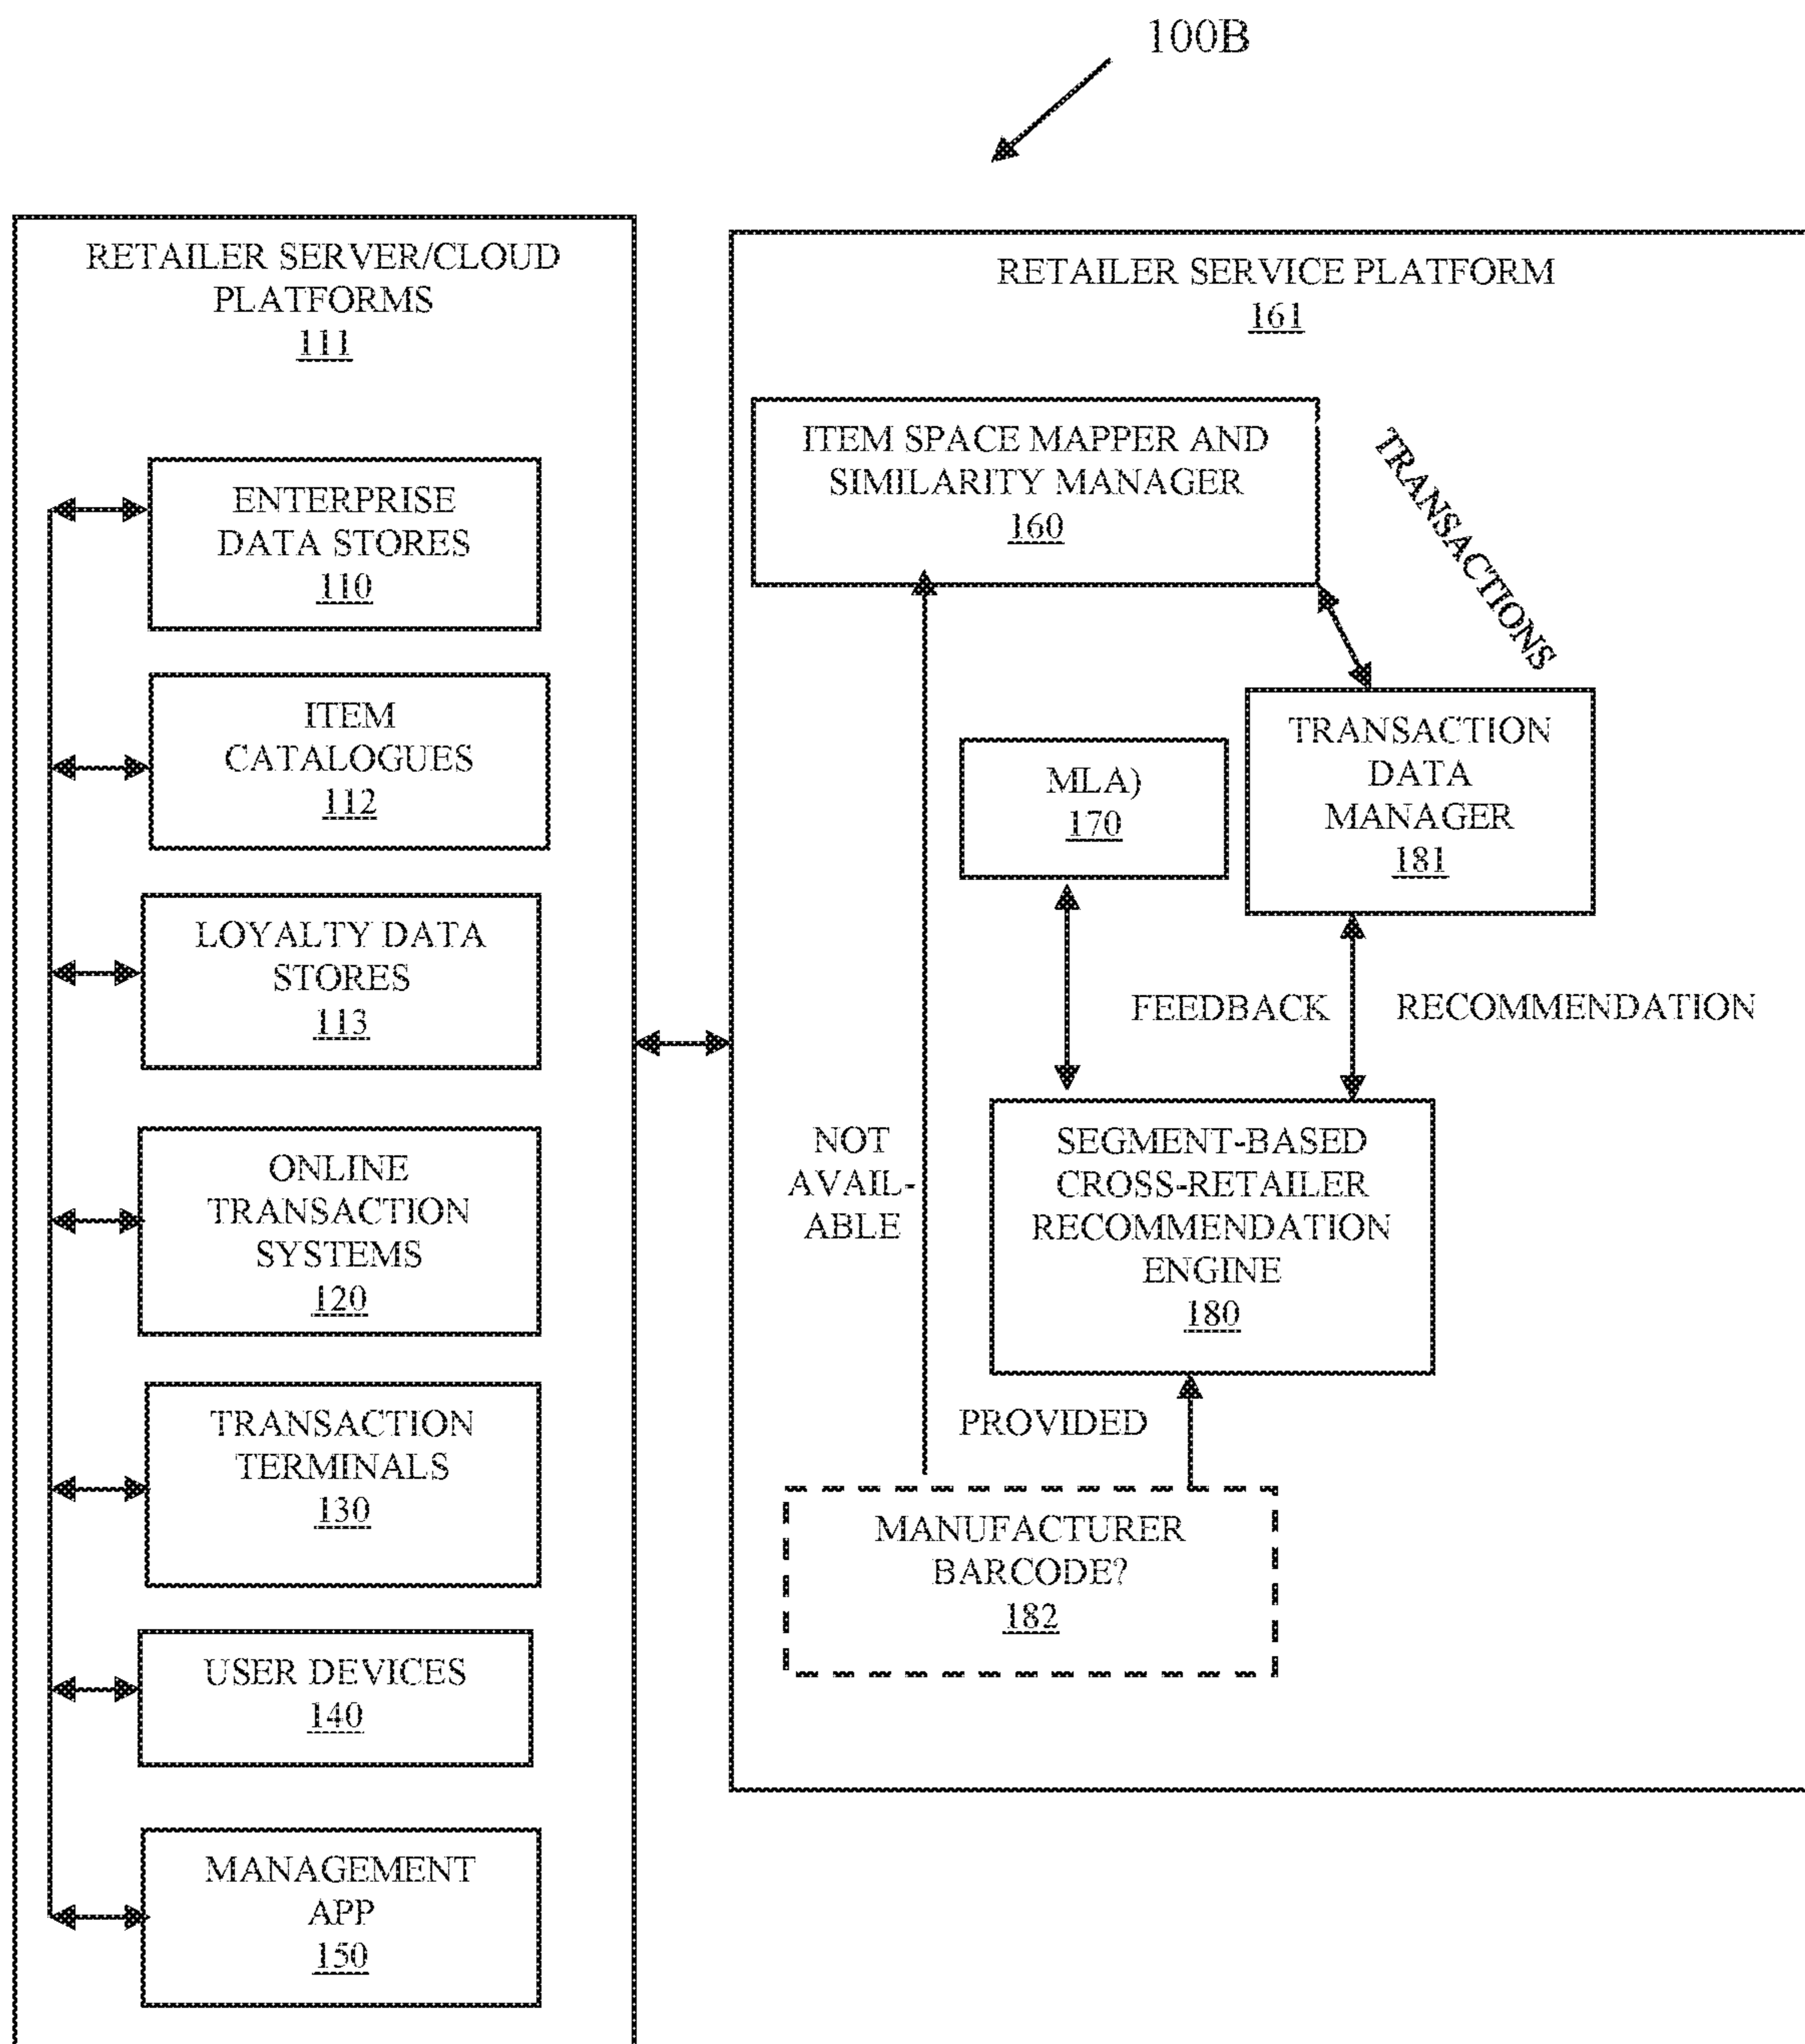 100B
RETAILER SERVER/CLOUD
PLATFORMS
111
ENTERPRISE
DATA STORES
110
ITEM
CATALOGUES
112
LOYALTY DATA
STORES
113
ONLINE
TRANSACTION
SYSTEMS
120
TRANSACTION
TERMINALS
130
USER DEVICES
140
MANAGEMENT
APP
150
RETAILER SERVICE PLATFORM
161
ITEM SPACE MAPPER AND
SIMILARITY MANAGER
160
TRANSACTIONS
MLA)
170
TRANSACTION
DATA
MANAGER
181
FEEDBACK
RECOMMENDATION
NOT
AVAIL-
ABLE
SEGMENT-BASED
CROSS-RETAILER
RECOMMENDATION
ENGINE
180
PROVIDED
MANUFACTURER
BARCODE?
182